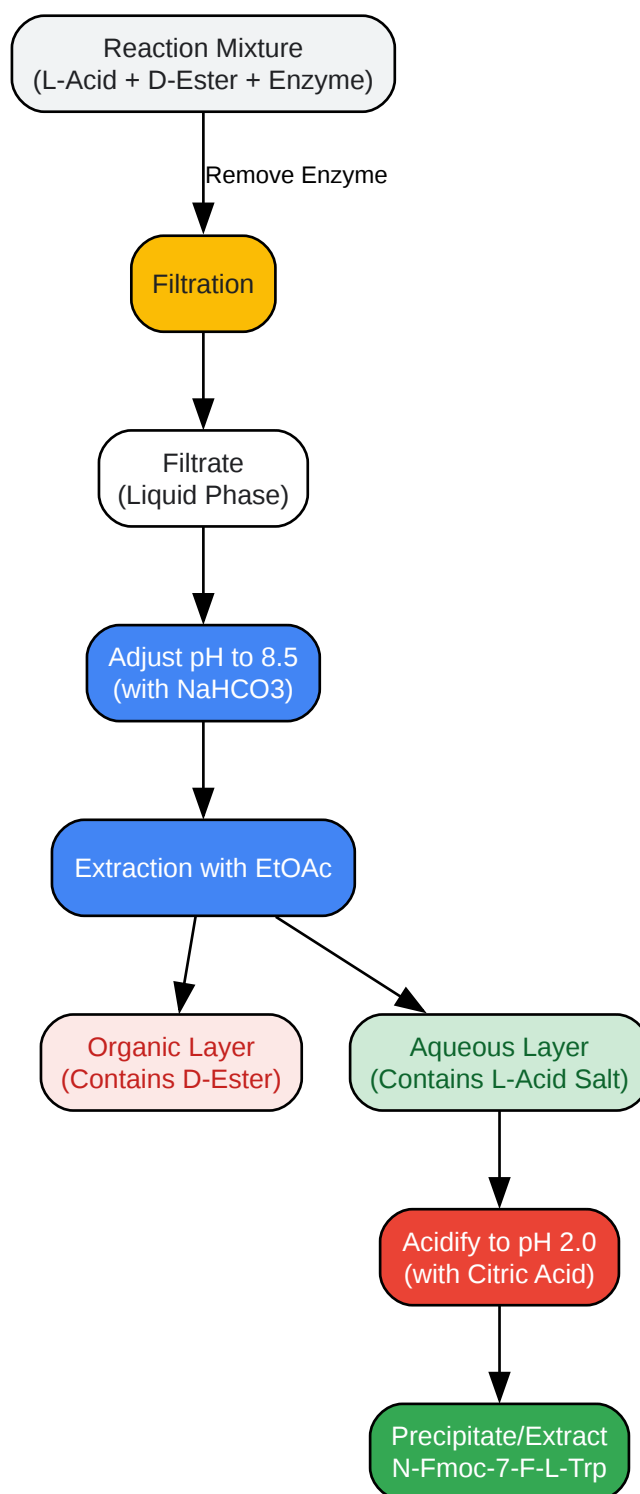 Reaction Mixture
(L-Acid + D-Ester + Enzyme)
Remove Enzyme
Filtration
Filtrate
(Liquid Phase)
Adjust pH to 8.5
(with NaHCO3)
Extraction with EtOAc
Organic Layer
(Contains D-Ester)
Aqueous Layer
(Contains L-Acid Salt)
Acidify to pH 2.0
(with Citric Acid)
Precipitate/Extract
N-Fmoc-7-F-L-Trp